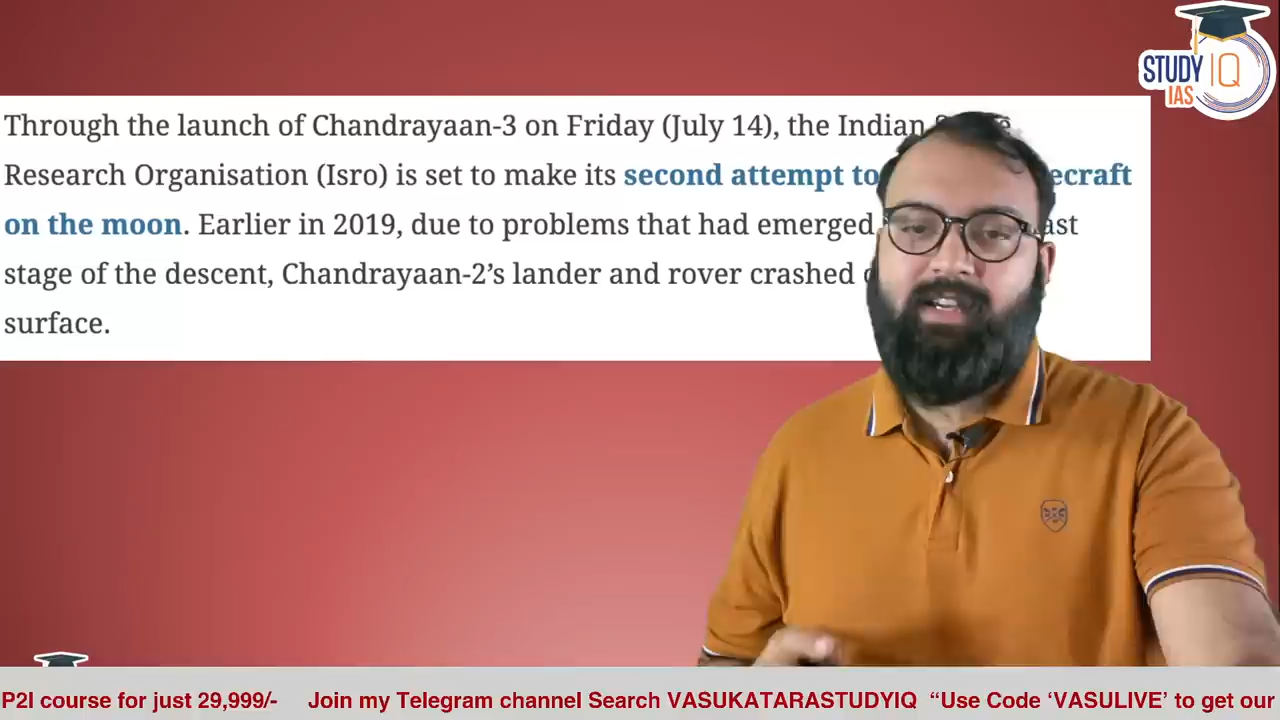 STUDY IQ
IAS
Through the launch of Chandrayaan-3 on Friday (July 14), the Indian
Research Organisation (Isro) is set to make its second attempt to
on the moon. Earlier in 2019, due to problems that had emerged
stage of the descent, Chandrayaan-2’s lander and rover crashed
surface.
P2I course for just 29,999/- Join my Telegram channel Search VASUKATARASTUDYIQ “Use Code ‘VASULIVE’ to get our